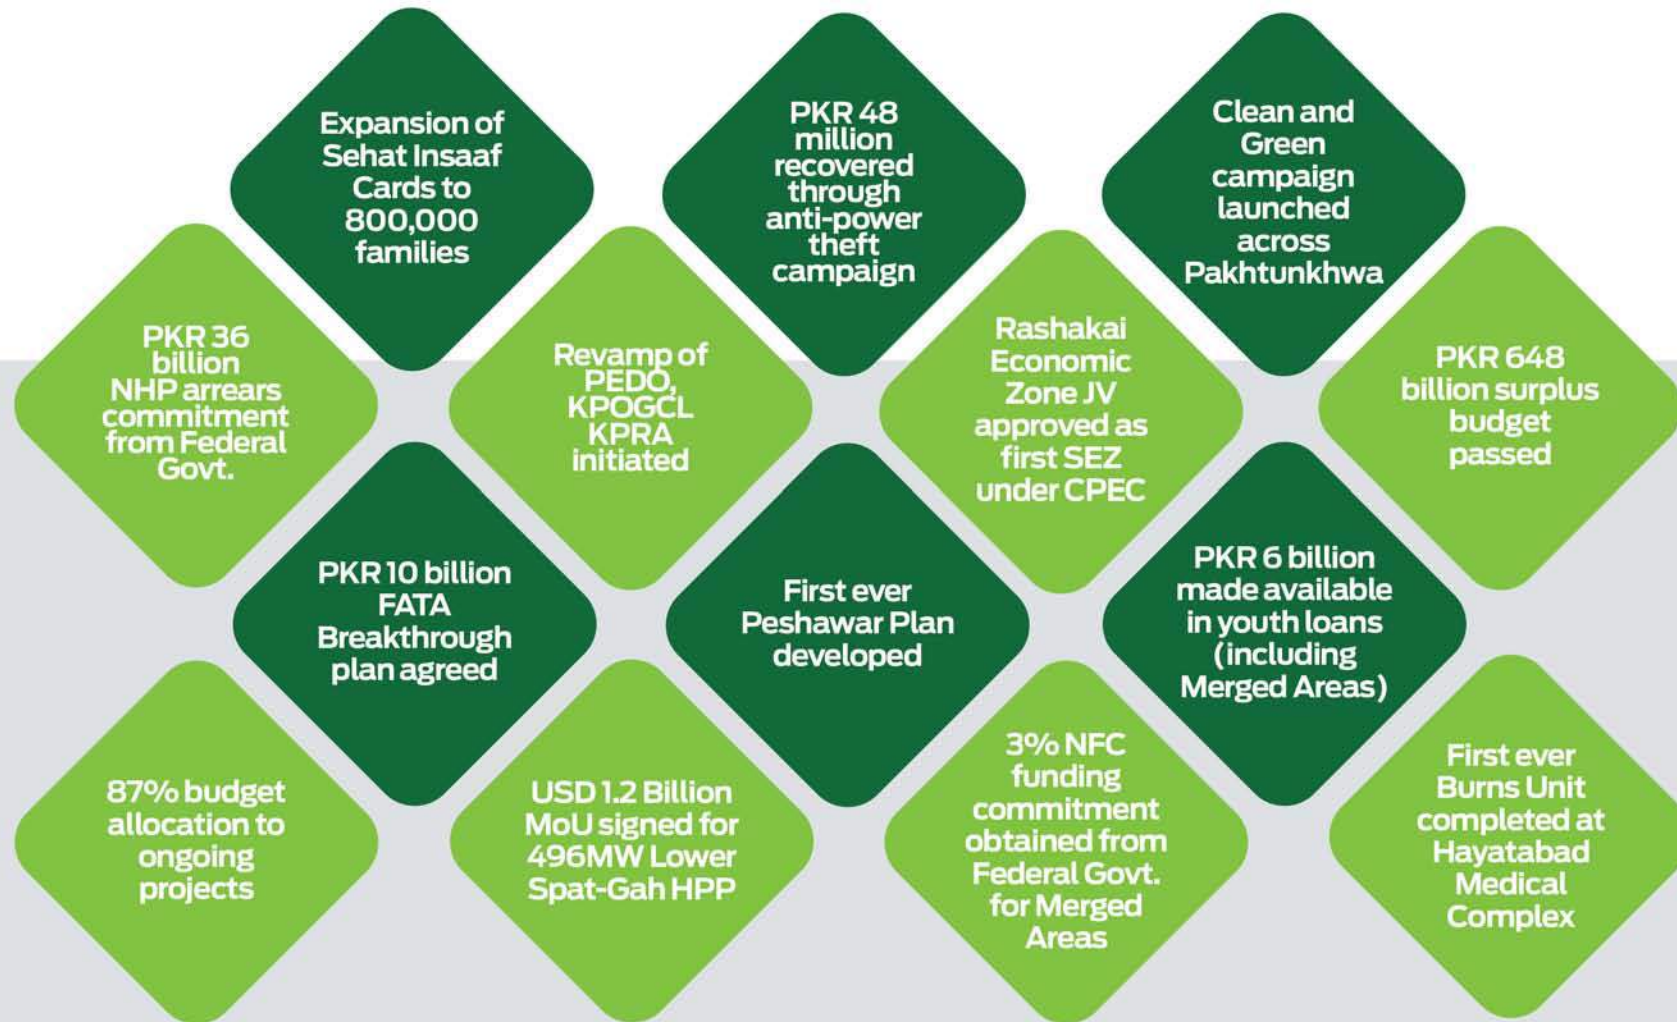 Expansion of
Sehat Insaaf
Cards to
800,000
families
PKR 48
million
recovered
through
anti-power
theft
campaign
Clean and
Green
campaign
launched
across
Pakhtunkhwa
PKR 36
billion
NHP arrears
commitment
from Federal
Govt.
Revamp of
PEDO,
KPOGCL
KPRA
initiated
Rashakai
Economic
Zone JV
approved as
first SEZ
under CPEC
PKR 648
billion surplus
budget
passed
PKR 10 billion
FATA
Breakthrough
plan agreed
First ever
Peshawar Plan
developed
PKR 6 billion
made available
in youth loans
(including
Merged Areas)
87% budget
allocation to
ongoing
projects
USD 1.2 Billion
MoU signed for
496MW Lower
Spat-Gah HPP
3% NFC
funding
commitment
obtained from
Federal Govt.
for Merged
Areas
First ever
Burns Unit
completed at
Hayatabad
Medical
Complex